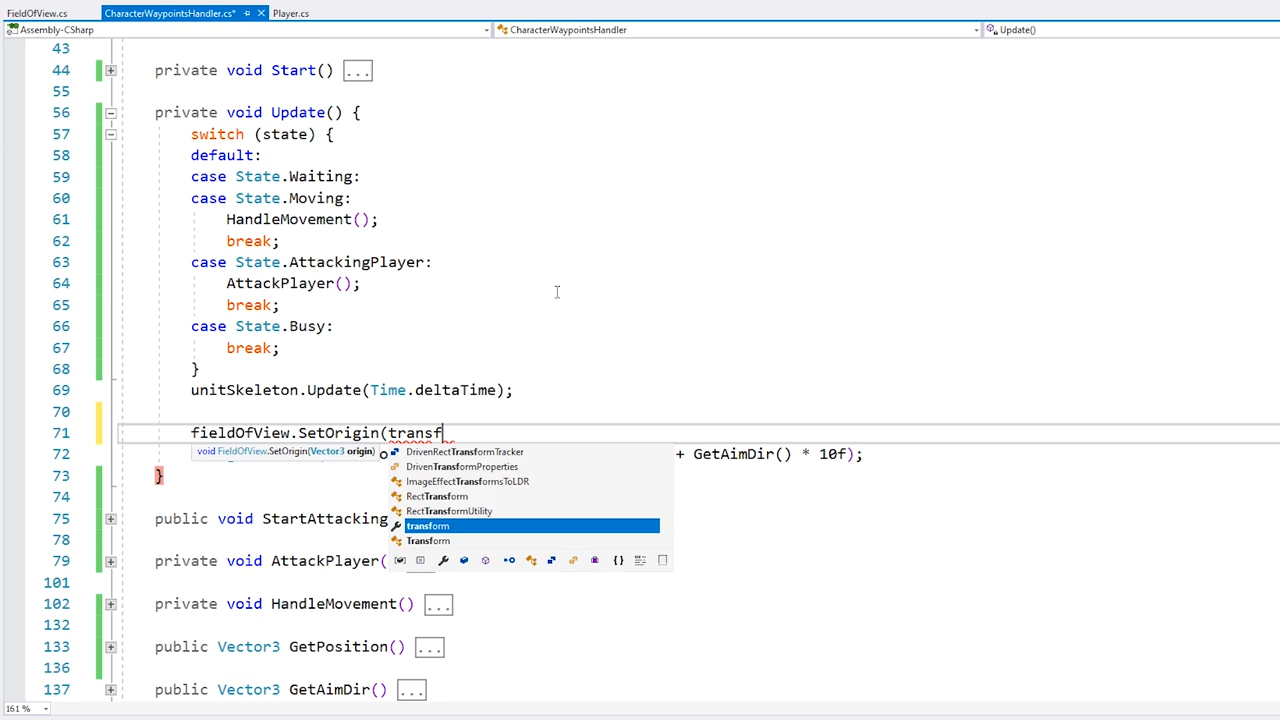 FieldOfView.cs CharacterWaypointsHandler.cs* Player.cs
Assembly-CSharp CharacterWaypointsHandler Update()
43
44 private void Start() ...
55
56 private void Update() {
57 switch (state) {
58 default:
59 case State.Waiting:
60 case State.Moving:
61 HandleMovement();
62 break;
63 case State.AttackingPlayer:
64 AttackPlayer();
65 break;
66 case State.Busy:
67 break;
68 }
69 unitSkeleton.Update(Time.deltaTime);
70
71 fieldOfView.SetOrigin(transf
void FieldOfView.SetOrigin(Vector3 origin)
72 + GetAimDir() * 10f);
DrivenRectTransformTracker
DrivenTransformProperties
ImageEffectTransformsToLDR
RectTransform
RectTransformUtility
transform
Transform
73 }
74
75 public void StartAttacking
78
79 private void AttackPlayer(
101
102 private void HandleMovement() ...
132
133 public Vector3 GetPosition() ...
136
137 public Vector3 GetAimDir() ...
161 %